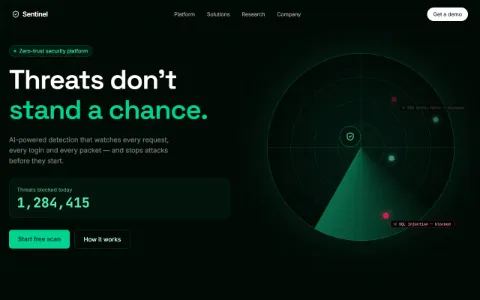 Sentinel
Platform
Solutions
Research
Company
Get a demo
Zero-trust security platform
Threats don't
stand a chance.
AI-powered detection that watches every request,
every login and every packet — and stops attacks
before they start.
Threats blocked today
1,284,415
Start free scan
How it works
SQL injection — blocked